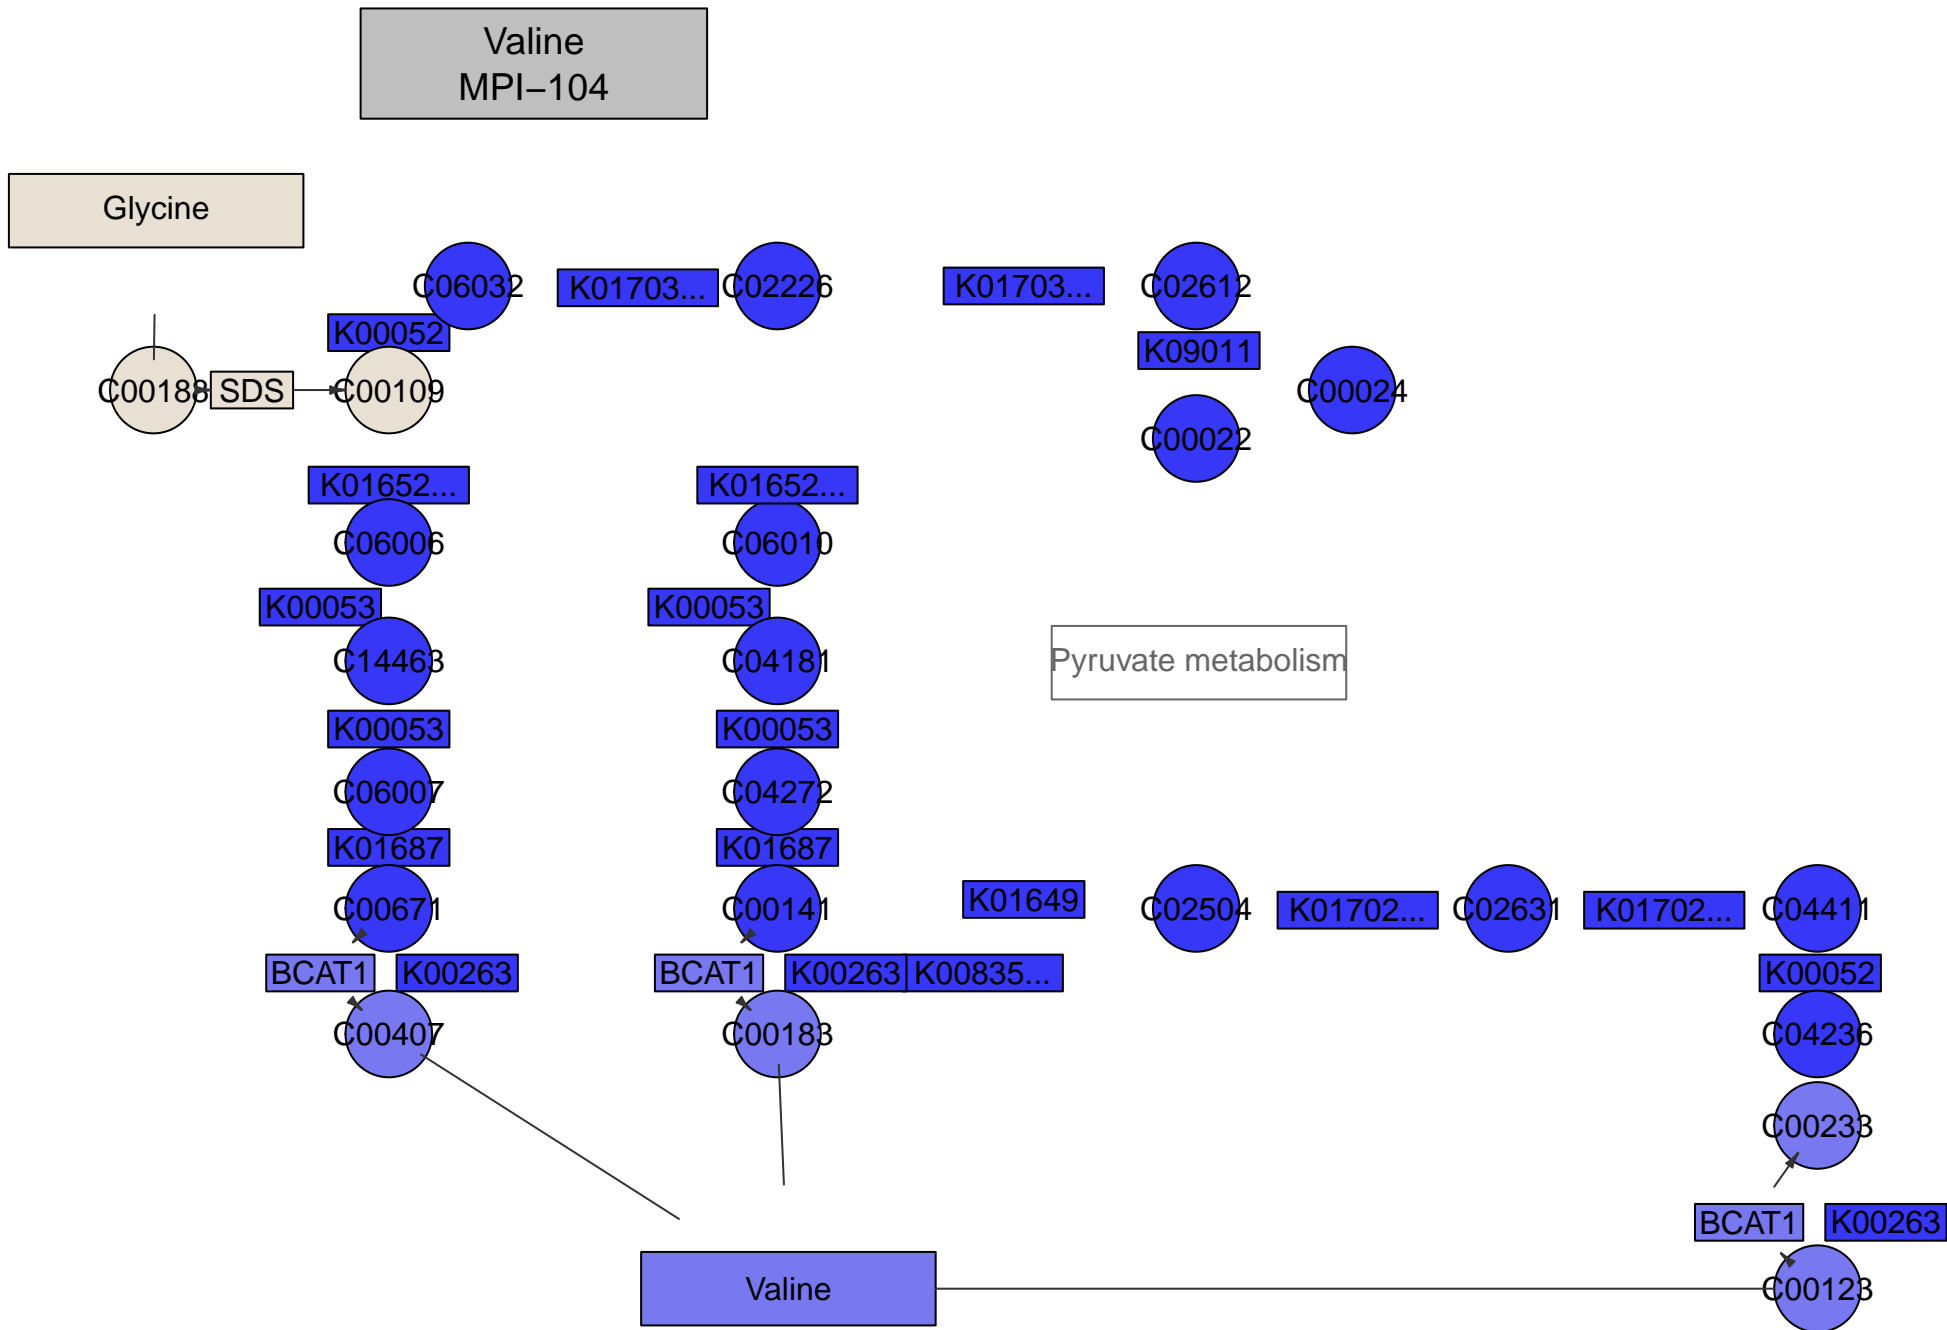 Valine
MPI−104
Glycine
C06032
K01703...
C02226
K01703...
C02612
K00052
K09011
C00188
SDS
C00109
C00024
C00022
K01652...
K01652...
C06006
C06010
K00053
K00053
C14463
C04181
Pyruvate metabolism
K00053
K00053
C06007
C04272
K01687
K01687
C00671
C00141
K01649
C02504
K01702...
C02631
K01702...
C04411
BCAT1
K00263
BCAT1
K00263
K00835...
K00052
C00407
C00183
C04236
C00233
BCAT1
K00263
Valine
C00123